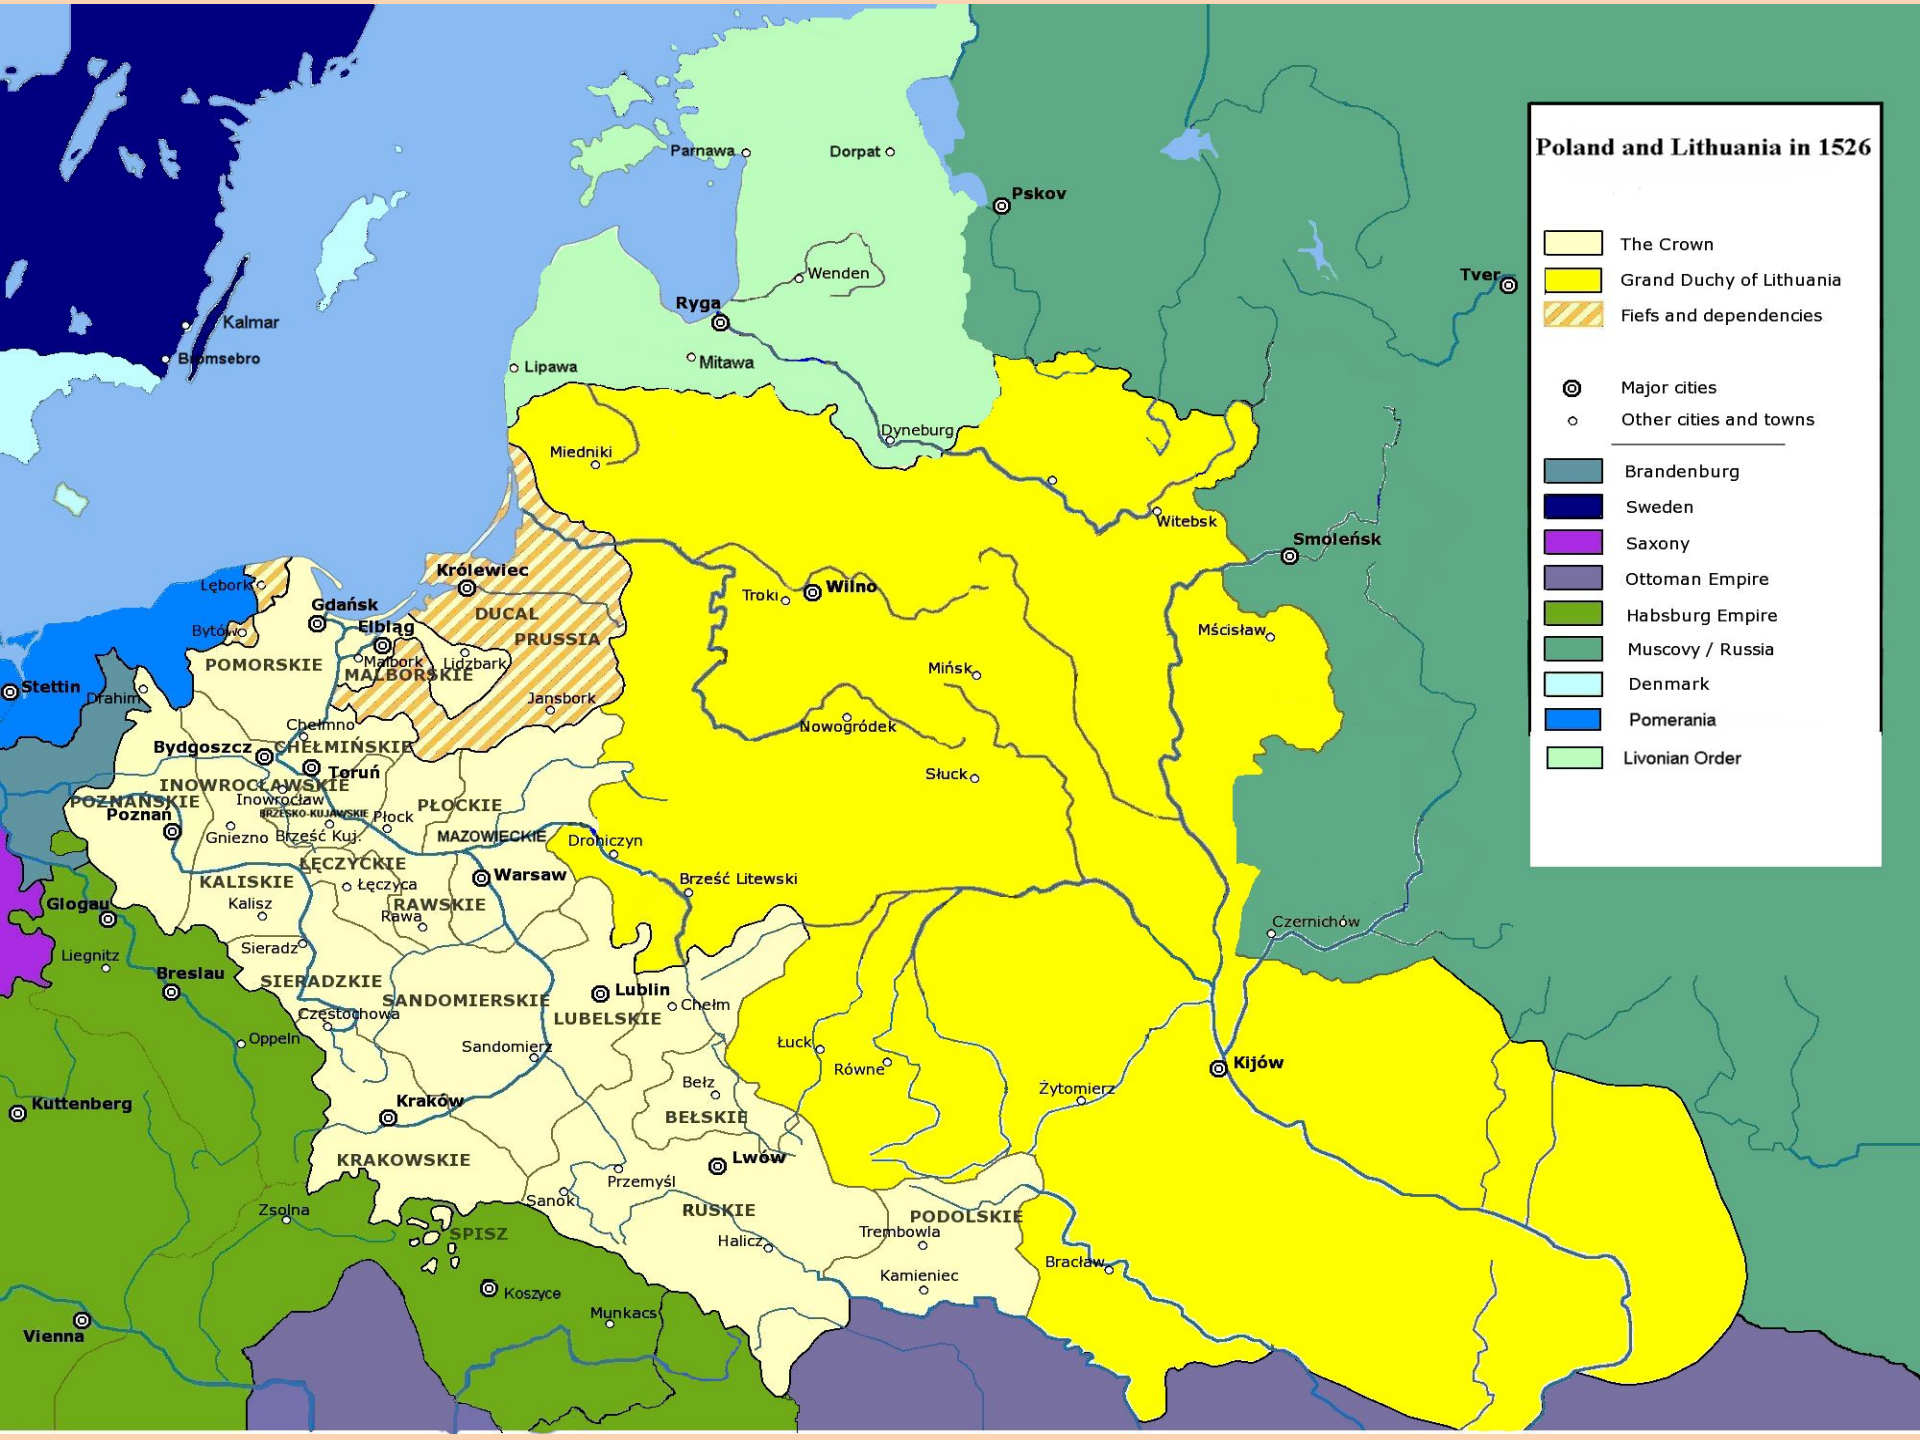 Poland and Lithuania in 1526
The Crown
Grand Duchy of Lithuania
Fiefs and dependencies
Major cities
Other cities and towns
Brandenburg
Sweden
Saxony
Ottoman Empire
Habsburg Empire
Muscovy / Russia
Denmark
Pomerania
Livonian Order
Parnawa
Dorpat
Pskov
Wenden
Tver
Ryga
Kalmar
Bromsebro
Mitawa
Lipawa
Dyneburg
Miedniki
Witebsk
Smoleńsk
Królewiec
Lębork
Wilno
Troki
Gdańsk
DUCAL
PRUSSIA
Elbląg
Bytów
Mścisław
POMORSKIE
Malbork
Lidzbark
MALBORSKIE
Mińsk
Stettin
Drahim
Jansbork
Chełmno
Nowogródek
Bydgoszcz
CHEŁMIŃSKIE
Toruń
Słuck
INOWROCŁAWSKIE
Inowrocław
POZNAŃSKIE
Poznań
BRZESKO-KUJAWSKIE
Płock
PŁOCKIE
Gniezno
Brześć Kuj.
MAZOWIECKIE
Drohiczyn
ŁĘCZYCKIE
Łęczyca
Warsaw
Brześć Litewski
KALISKIE
Kalisz
RAWSKIE
Rawa
Glogau
Czernichów
Sieradz
Liegnitz
Breslau
SIERADZKIE
SANDOMIERSKIE
Lublin
Chełm
LUBELSKIE
Częstochowa
Oppeln
Sandomierz
Łuck
Równe
Kijów
Bełz
Żytomierz
Kuttenberg
Kraków
BEŁSKIE
KRAKOWSKIE
Lwów
Przemyśl
Sanok
Zsolna
RUSKIE
PODOLSKIE
SPISZ
Trembowla
Halicz
Bracław
Kamieniec
Koszyce
Munkacs
Vienna